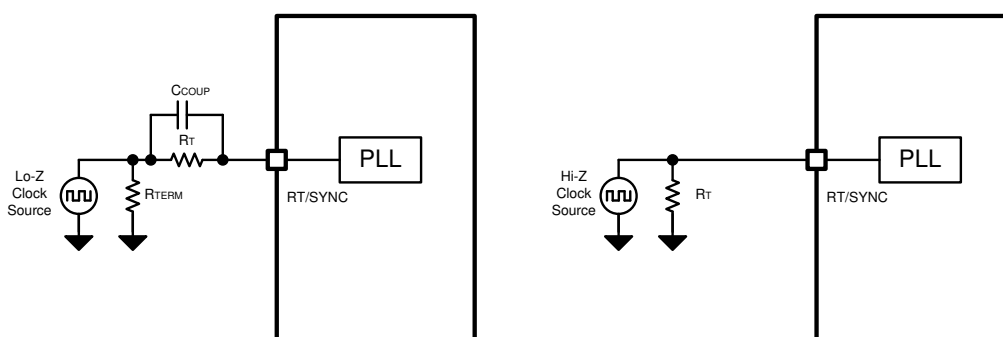 CCOUP
RT
PLL
Lo-Z
Clock
Source
RTERM
RT/SYNC
PLL
Hi-Z
Clock
Source
RT
RT/SYNC